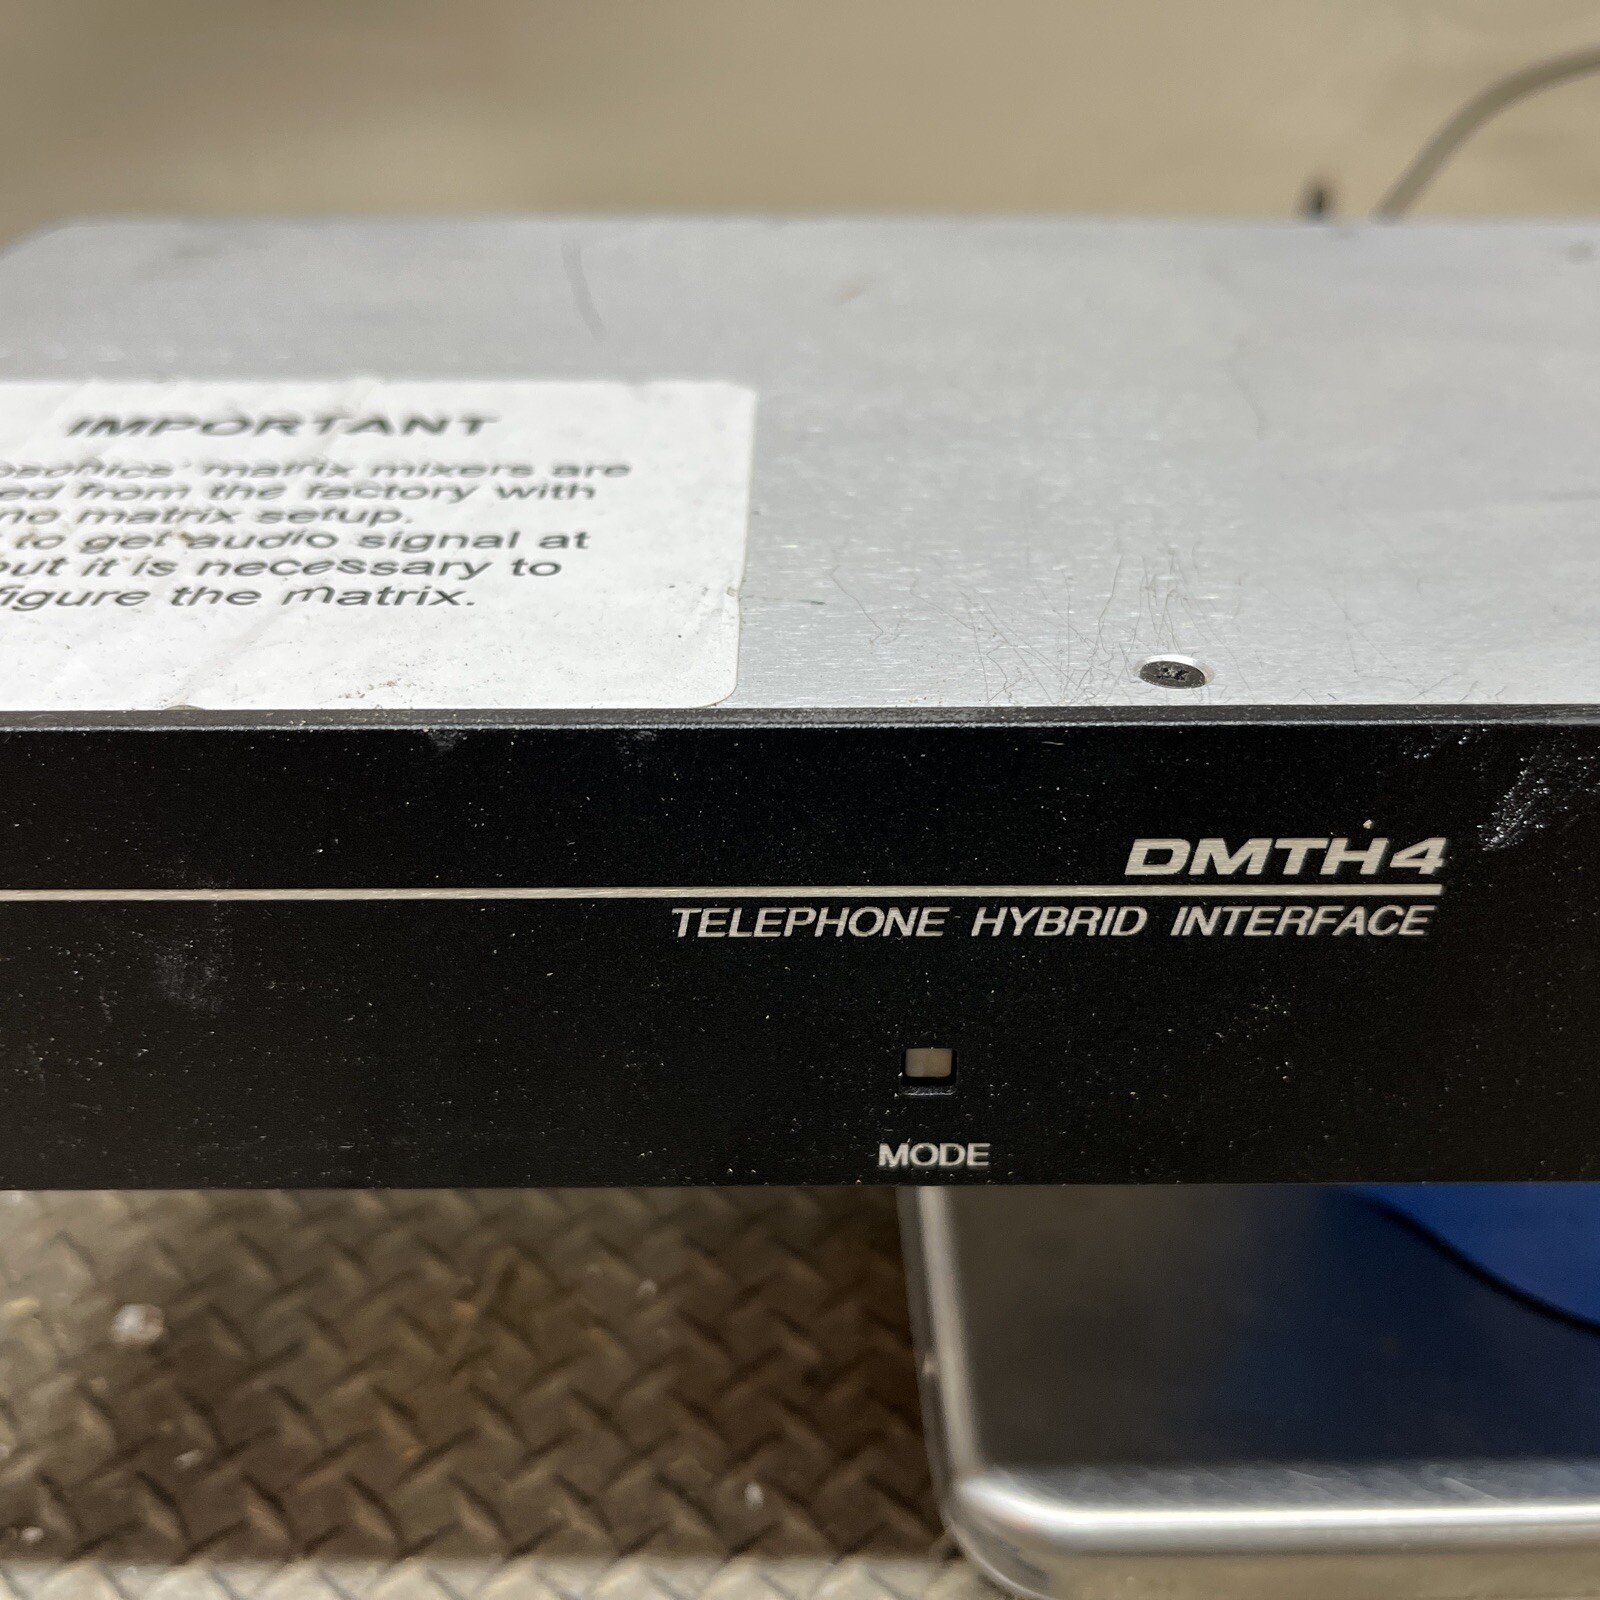 IMPORTANT
matrix mixers are
from the factory with
no matrix setup.
to get audio signal at
it is necessary to
the matrix.
DMTH4
TELEPHONE HYBRID INTERFACE
MODE